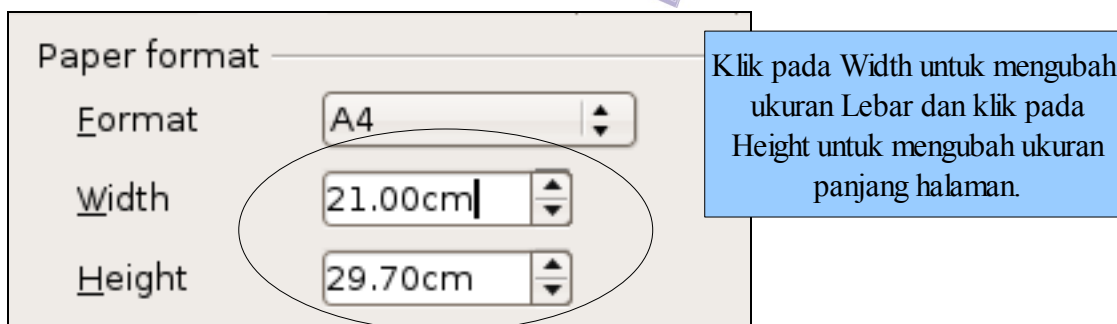 Paper format
Format
A4
Width
21.00cm
Height
29.70cm
Klik pada Width untuk mengubah
ukuran Lebar dan klik pada
Height untuk mengubah ukuran
panjang halaman.